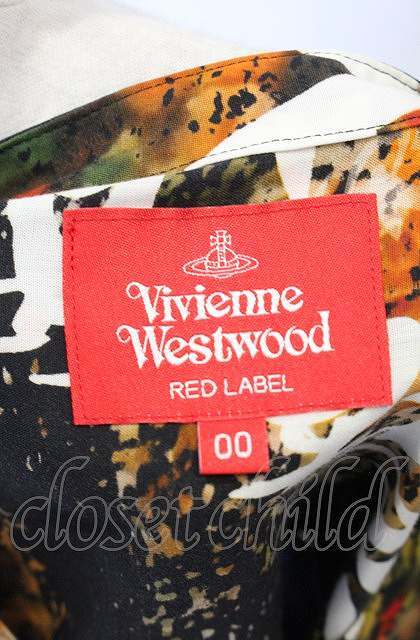 Vivienne
Westwood
RED LABEL
00
closet child